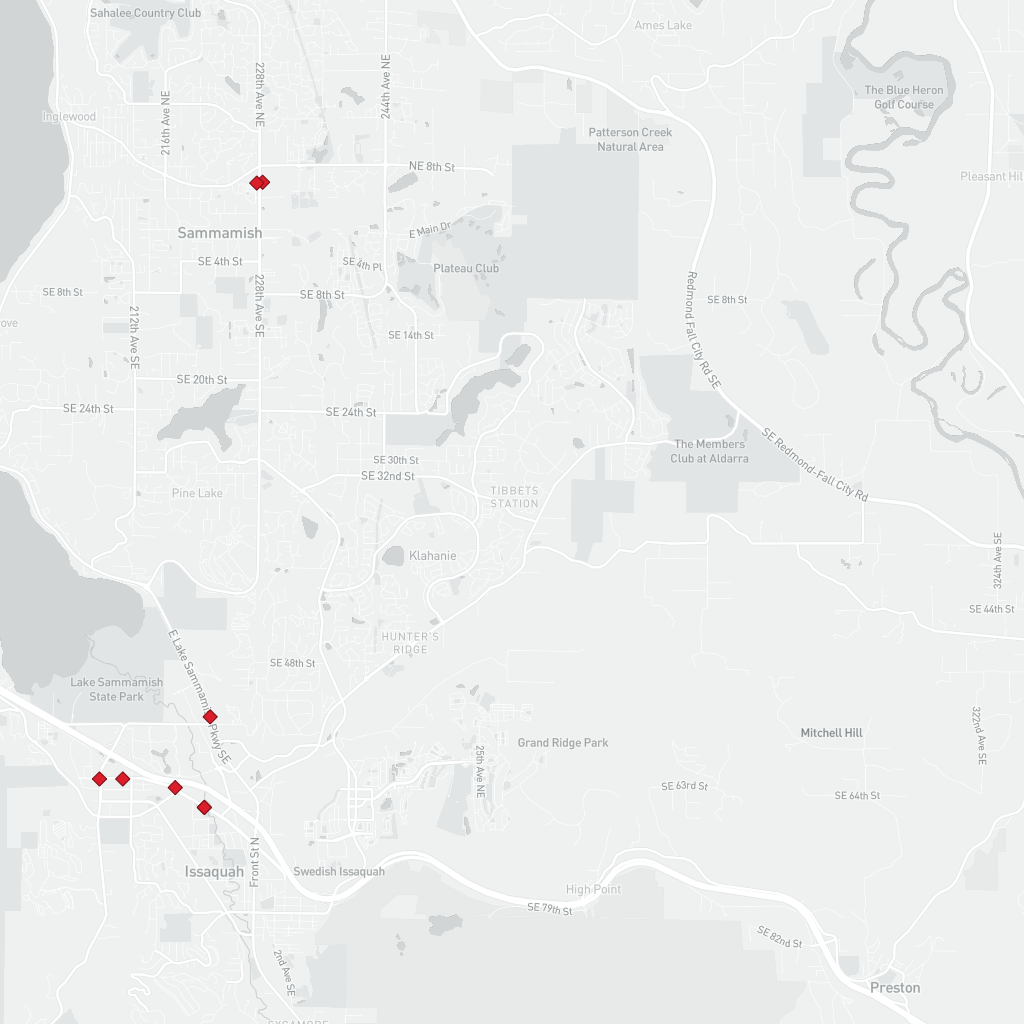 Sahalee Country Club
Ames Lake
228th Ave NE
244th Ave NE
216th Ave NE
The Blue Heron
Golf Course
Inglewood
Patterson Creek
Natural Area
NE 8th St
Pleasant Hil
Sammamish
E Main Dr
SE 4th St
SE 4th Pl
Plateau Club
SE 8th St
SE 8th St
SE 8th St
228th Ave SE
212th Ave SE
Redmond Fall City Rd SE
ove
SE 14th St
SE 20th St
SE 24th St
SE 24th St
The Members
Club at Aldarra
SE Redmond-Fall City Rd
SE 30th St
SE 32nd St
Pine Lake
TIBBETS
STATION
Klahanie
324th Ave SE
SE 44th St
HUNTER'S
RIDGE
E Lake Sammamish Pkwy SE
SE 48th St
Lake Sammamish
State Park
322nd Ave SE
Mitchell Hill
Grand Ridge Park
25th Ave NE
SE 63rd St
SE 64th St
Front St N
Issaquah
Swedish Issaquah
High Point
SE 79th St
SE 82nd St
2nd Ave SE
Preston
SYCAMORE